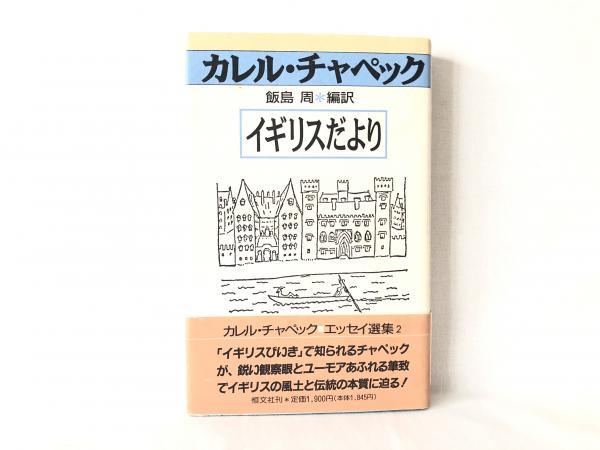 カレル・チャペック
飯島 周*編訳
イギリスだより
カレル・チャペック*エッセイ選集2
「イギリスびいき」で知られるチャペック
が、鋭い観察眼とユーモアあふれる筆致
でイギリスの風土と伝統の本質に迫る!
恒文社刊*定価1,900円(本体1,845円)